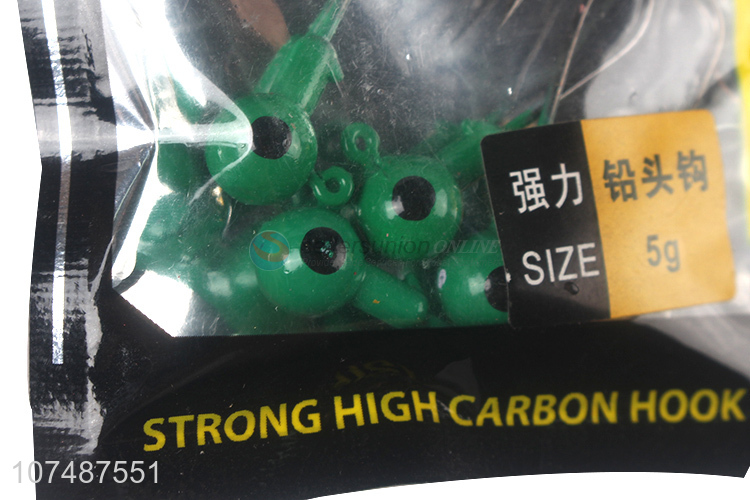 强力 铅头钩
SIZE 5g
STRONG HIGH CARBON HOOK
107487551